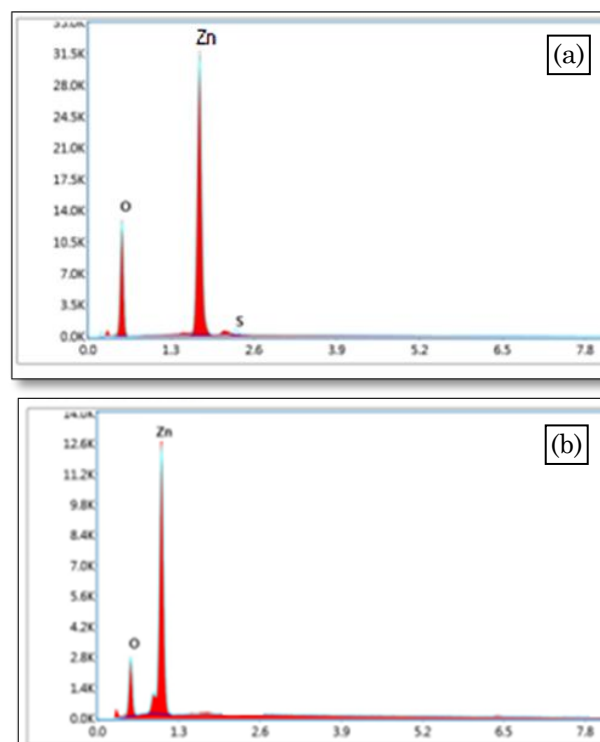 Zn
(a)
31.5K
28.0K
24.5K
21.0K
17.5K
14.0K
O
10.5K
7.0K
3.5K
S
0.0K
0.0 1.3 2.6 3.9 5.2 6.5 7.8
Zn
(b)
12.6K
11.2K
9.8K
8.4K
7.0K
5.6K
4.2K
O
2.8K
1.4K
0.0K
0.0 1.3 2.6 3.9 5.2 6.5 7.8